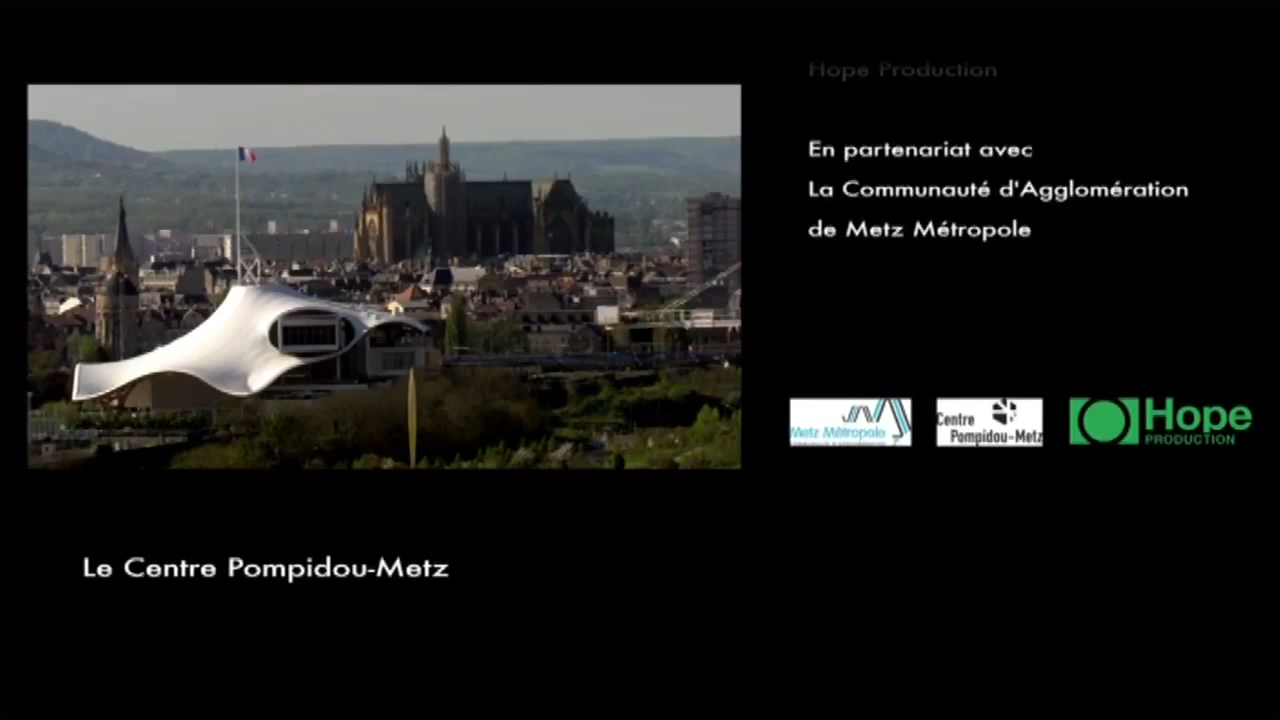 Hope Production
En partenariat avec
La Communauté d'Agglomération
de Metz Métropole
Metz Métropole
Centre
Pompidou-Metz
Hope
PRODUCTION
Le Centre Pompidou-Metz